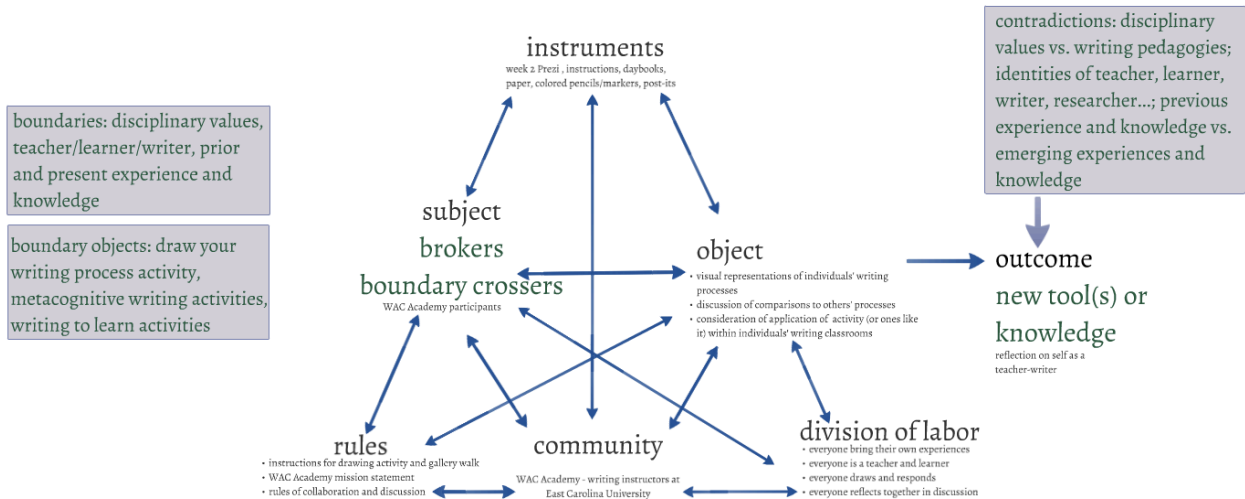 instruments
week 2 Prezi , instructions, daybooks,
paper, colored pencils/markers, post-its
contradictions: disciplinary
values vs. writing pedagogies;
identities of teacher, learner,
writer, researcher...; previous
experience and knowledge vs.
emerging experiences and
knowledge
boundaries: disciplinary values,
teacher/learner/writer, prior
and present experience and
knowledge
boundary objects: draw your
writing process activity,
metacognitive writing activities,
writing to learn activities
subject
brokers
boundary crossers
WAC Academy participants
object
• visual representations of individuals' writing
processes
• discussion of comparisons to others' processes
• consideration of application of activity (or ones like
it) within individuals' writing classrooms
outcome
new tool(s) or
knowledge
reflection on self as a
teacher-writer
rules
• instructions for drawing activity and gallery walk
• WAC Academy mission statement
• rules of collaboration and discussion
community
WAC Academy - writing instructors at
East Carolina University
division of labor
• everyone bring their own experiences
• everyone is a teacher and learner
• everyone draws and responds
• everyone reflects together in discussion